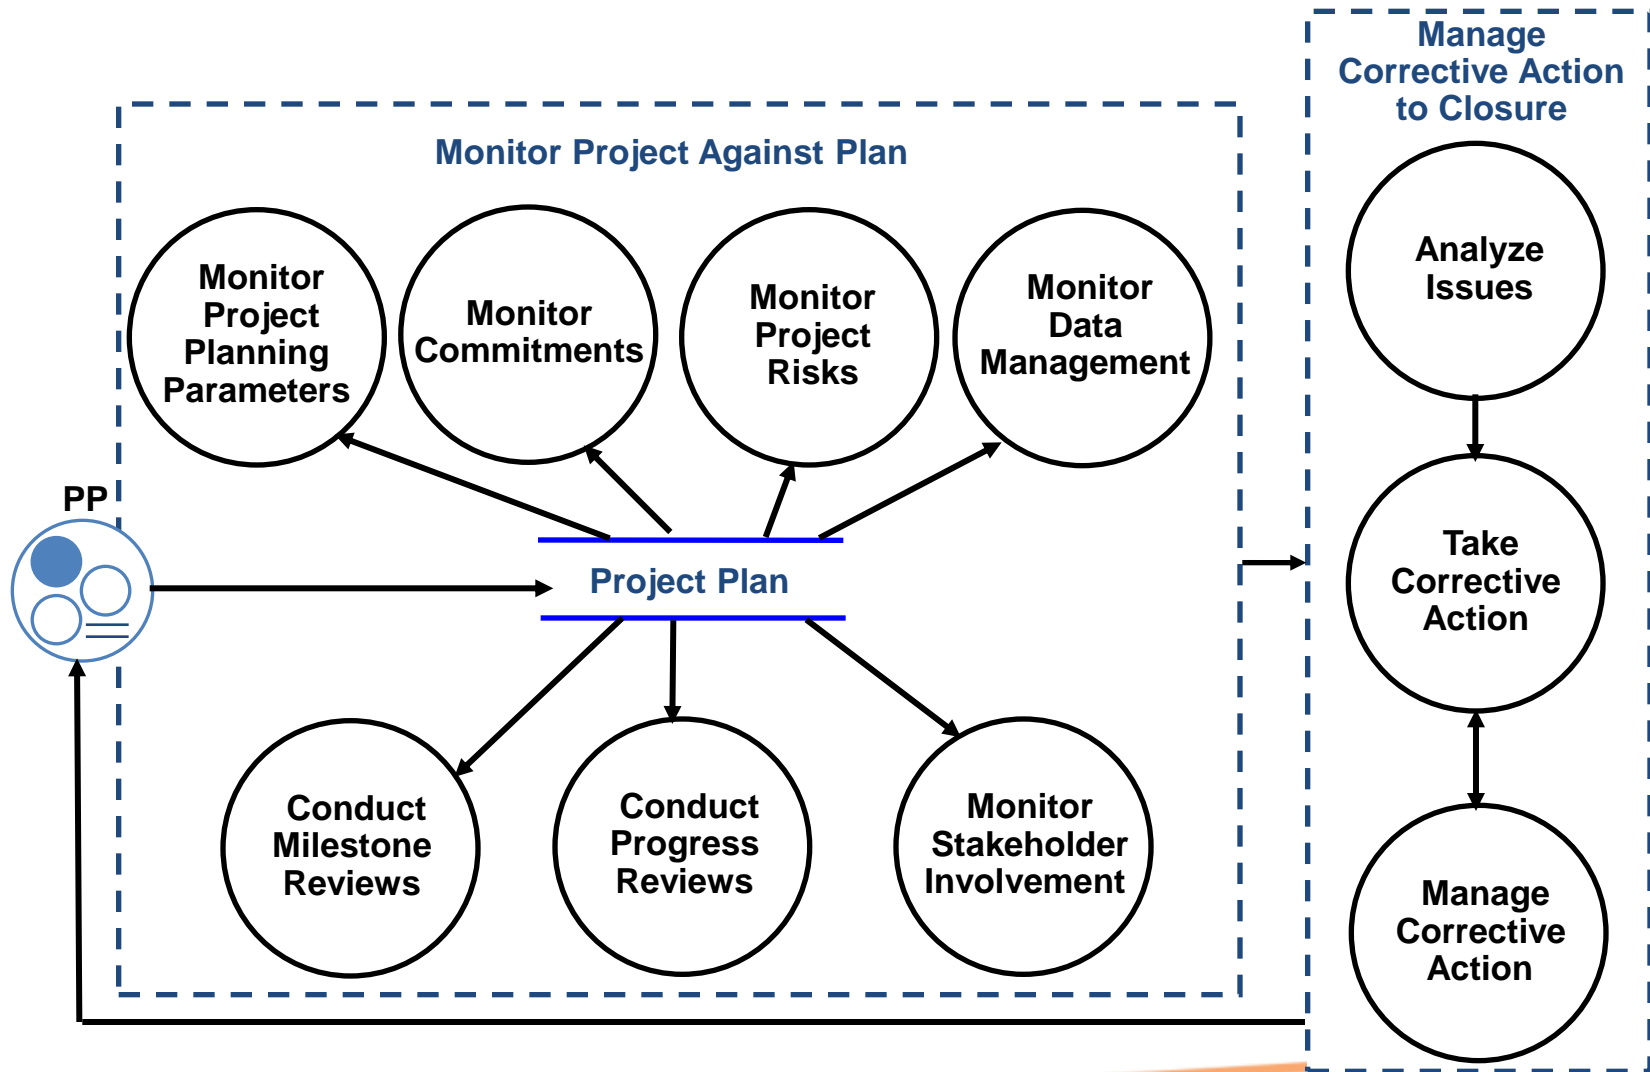 Manage
Corrective Action
to Closure
Monitor Project Against Plan
Monitor
Project
Planning
Parameters
Monitor
Commitments
Monitor
Project
Risks
Monitor
Data
Management
Analyze
Issues
PP
Project Plan
Take
Corrective
Action
Conduct
Milestone
Reviews
Conduct
Progress
Reviews
Monitor
Stakeholder
Involvement
Manage
Corrective
Action